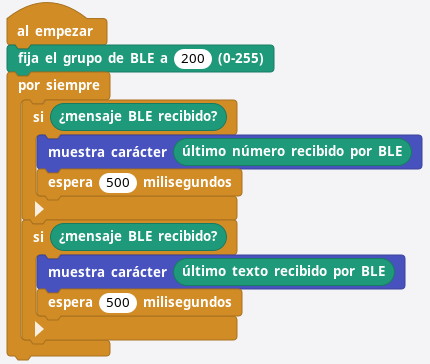 al empezar
fija el grupo de BLE a 200 (0-255)
por siempre
si ¿mensaje BLE recibido?
muestra carácter último número recibido por BLE
espera 500 milisegundos
si ¿mensaje BLE recibido?
muestra carácter último texto recibido por BLE
espera 500 milisegundos